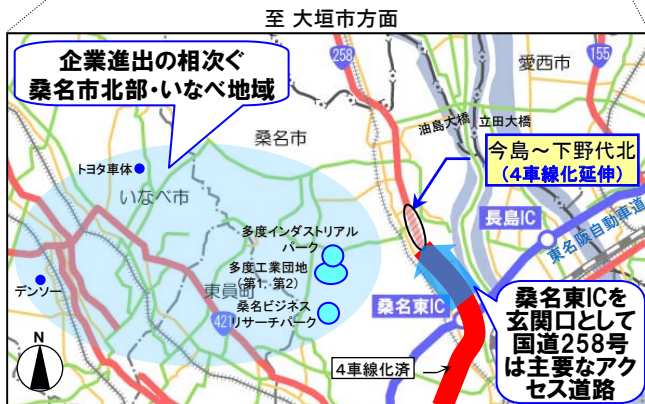 至 大垣市方面
企業進出の相次ぐ
桑名市北部・いなべ地域
258
155
愛西市
桑名市
油島大橋
立田大橋
今島～下野代北
(4車線化延伸)
トヨタ車体
いなべ市
長島IC
東名阪自動車道
多度インダストリアル
パーク
多度工業団地
(第1、第2)
東員町
デンソー
桑名ビジネス
リサーチパーク
421
桑名東IC
桑名東ICを
玄関口として
国道258号
は主要なアク
セス道路
N
4車線化済